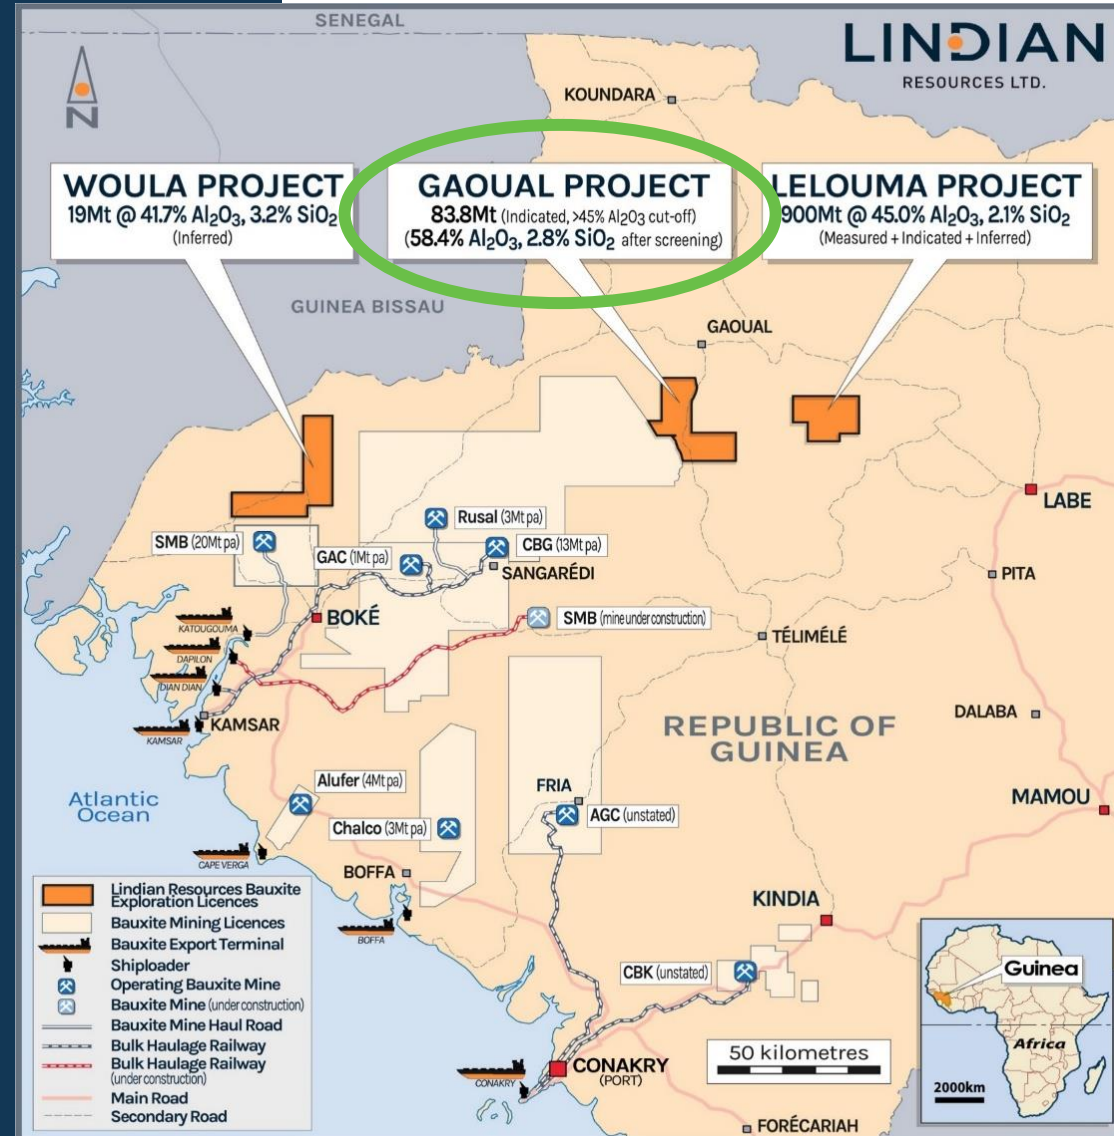 SENEGAL
LINDIAN
RESOURCES LTD.
N
KOUNDARA
WOULA PROJECT
19Mt @ 41.7% Al₂O₃, 3.2% SiO₂
(Inferred)
GAOUAL PROJECT
83.8Mt (Indicated, >45% Al₂O₃ cut-off)
(58.4% Al₂O₃, 2.8% SiO₂ after screening)
LELOUMA PROJECT
900Mt @ 45.0% Al₂O₃, 2.1% SiO₂
(Measured + Indicated + Inferred)
GUINEA BISSAU
GAOUAL
LABE
Rusal (3Mt pa)
SMB (20Mt pa)
GAC (1Mt pa)
CBG (13Mt pa)
SANGARÉDI
PITA
BOKÉ
SMB (mine under construction)
TÉLIMÉLÉ
KATOUGOUMA
DAPILON
DIAN DIAN
KAMSAR
KAMSAR
REPUBLIC OF
GUINEA
DALABA
Atlantic
Ocean
Alufer (4Mt pa)
Chalco (3Mt pa)
FRIA
AGC (unstated)
MAMOU
CAPE VERGA
BOFFA
BOFFA
KINDIA
CBK (unstated)
Lindian Resources Bauxite
Exploration Licences
Bauxite Mining Licences
Bauxite Export Terminal
Shiploader
Operating Bauxite Mine
Bauxite Mine (under construction)
Bauxite Mine Haul Road
Bulk Haulage Railway
Bulk Haulage Railway
(under construction)
Main Road
Secondary Road
CONAKRY
CONAKRY
(PORT)
50 kilometres
FORÉCARIAH
Guinea
Africa
2000km